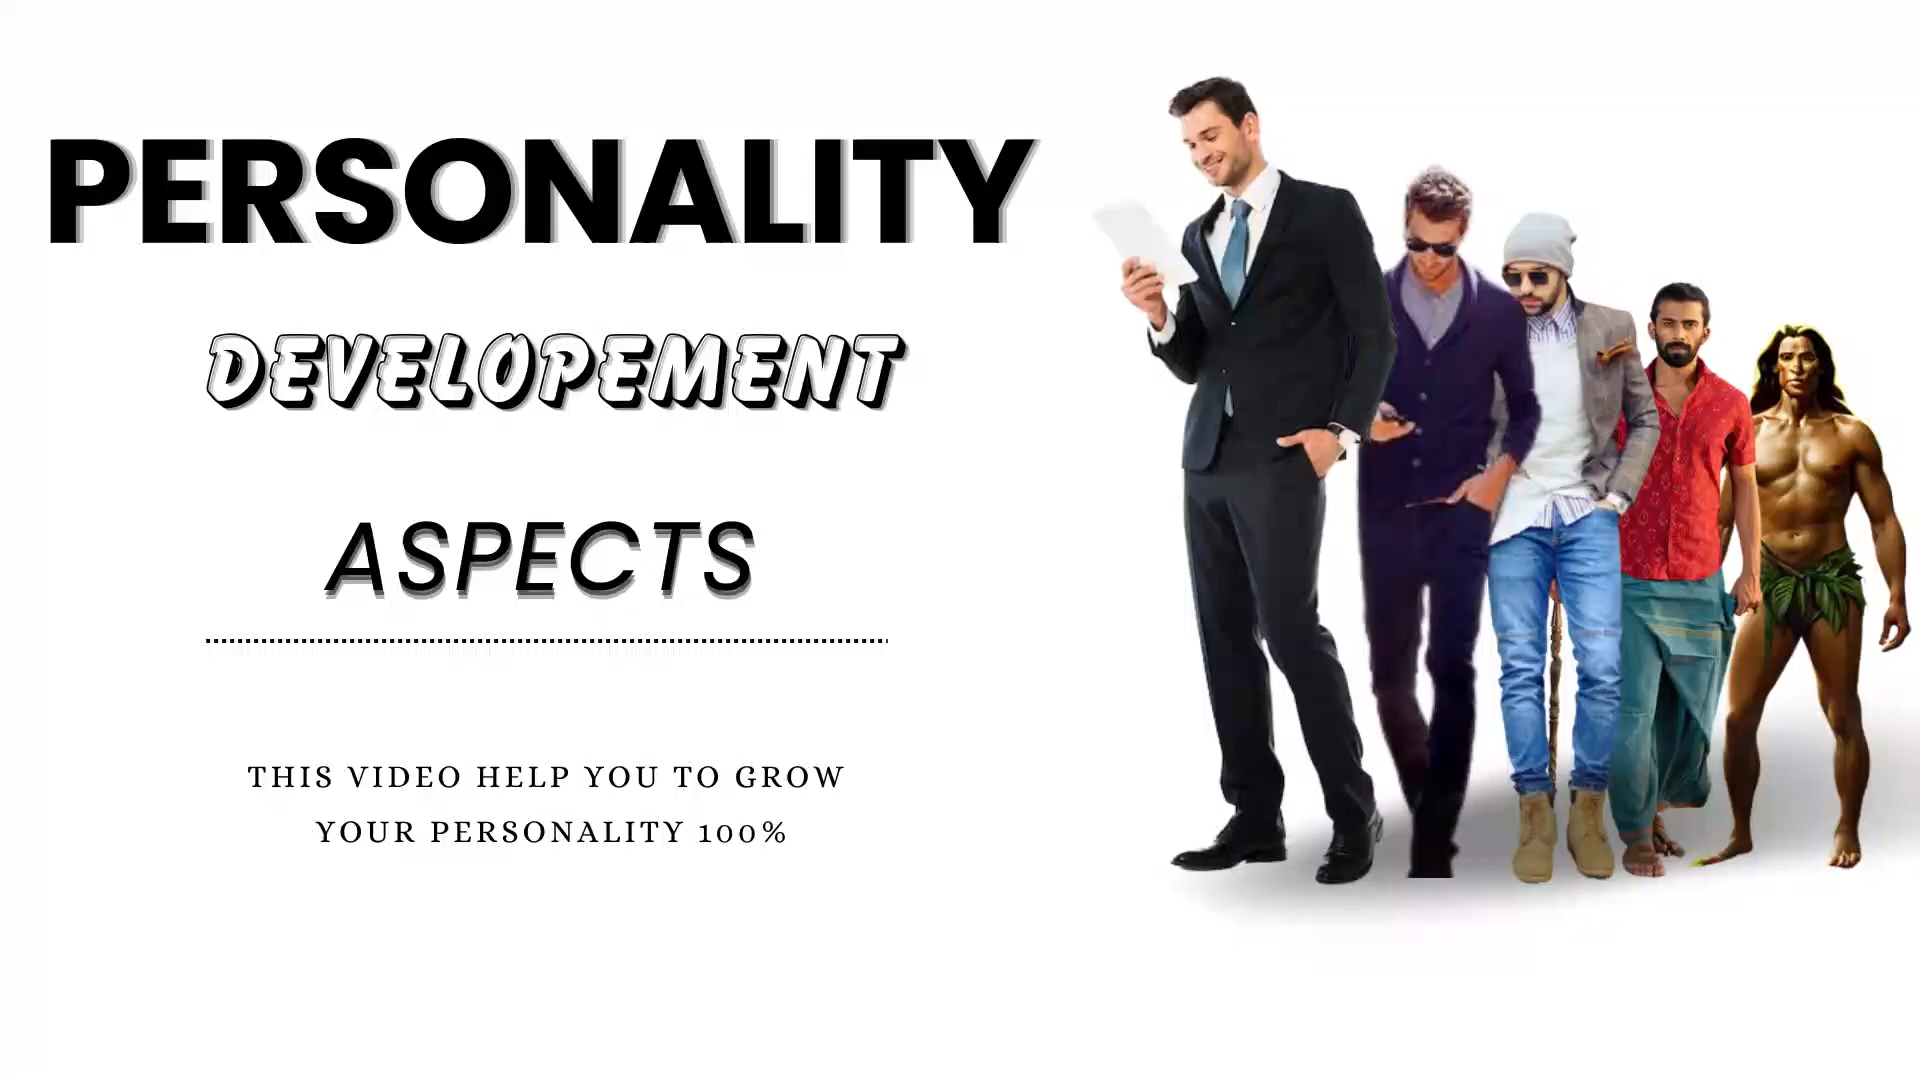 PERSONALITY
DEVELOPEMENT
ASPECTS
THIS VIDEO HELP YOU TO GROW
YOUR PERSONALITY 100%